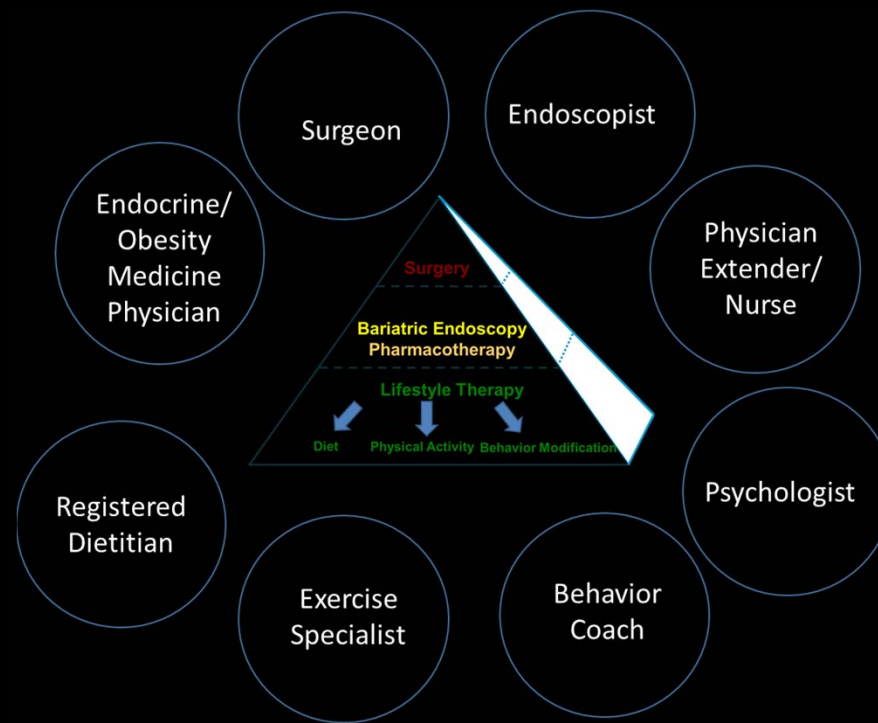 Surgeon
Endoscopist
Endocrine/
Obesity
Medicine
Physician
Physician
Extender/
Nurse
Surgery
Bariatric Endoscopy
Pharmacotherapy
Lifestyle Therapy
Diet
Physical Activity
Behavior Modification
Registered
Dietitian
Psychologist
Exercise
Specialist
Behavior
Coach